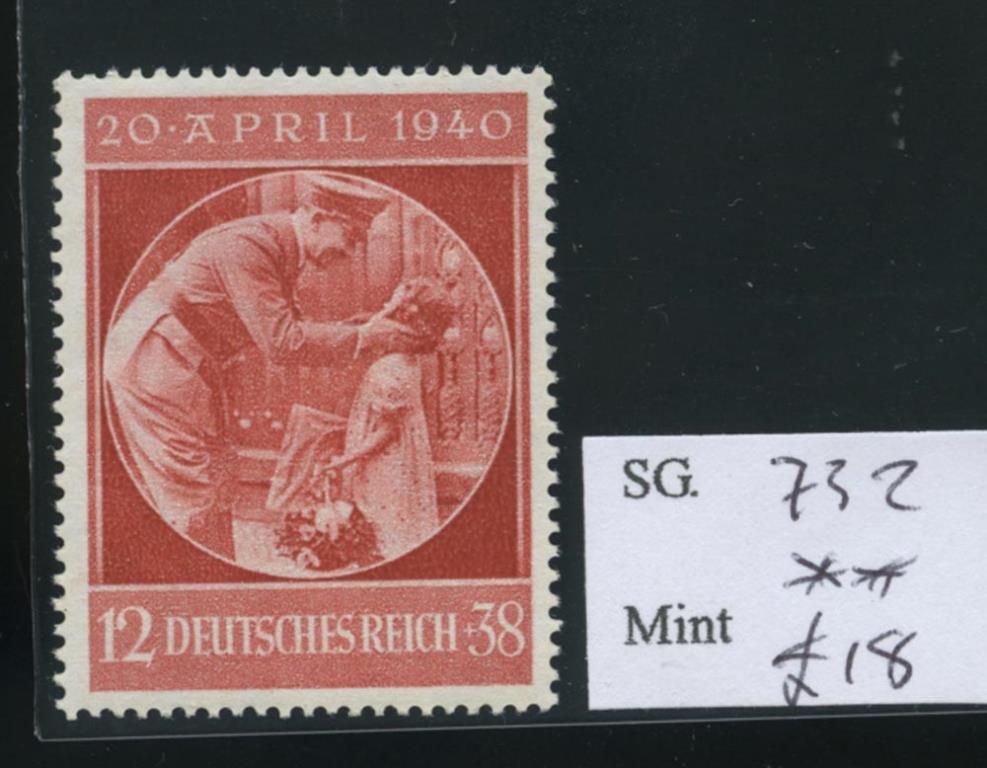 20·APRIL 1940
12 DEUTSCHES REICH +38
SG. 732
**
Mint
£18